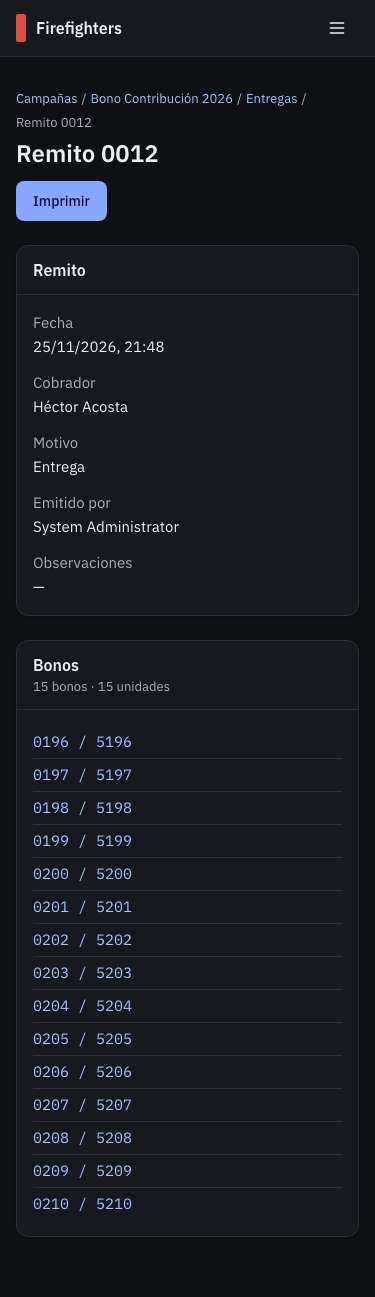 Firefighters
Campañas / Bono Contribución 2026 / Entregas /
Remito 0012
Remito 0012
Imprimir
Remito
Fecha
25/11/2026, 21:48
Cobrador
Héctor Acosta
Motivo
Entrega
Emitido por
System Administrator
Observaciones
—
Bonos
15 bonos · 15 unidades
0196 / 5196
0197 / 5197
0198 / 5198
0199 / 5199
0200 / 5200
0201 / 5201
0202 / 5202
0203 / 5203
0204 / 5204
0205 / 5205
0206 / 5206
0207 / 5207
0208 / 5208
0209 / 5209
0210 / 5210